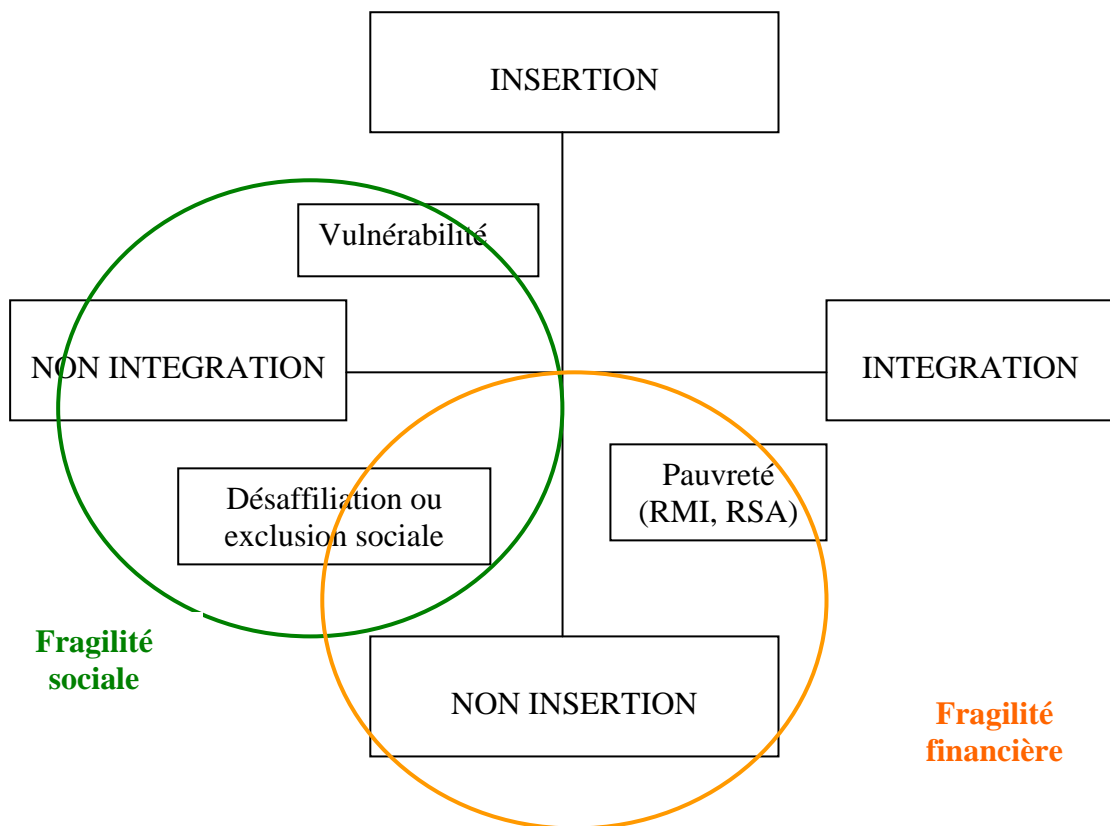 INSERTION
Vulnérabilité
NON INTEGRATION
INTEGRATION
Pauvreté
(RMI, RSA)
Désaffiliation ou
exclusion sociale
Fragilité
sociale
NON INSERTION
Fragilité
financière